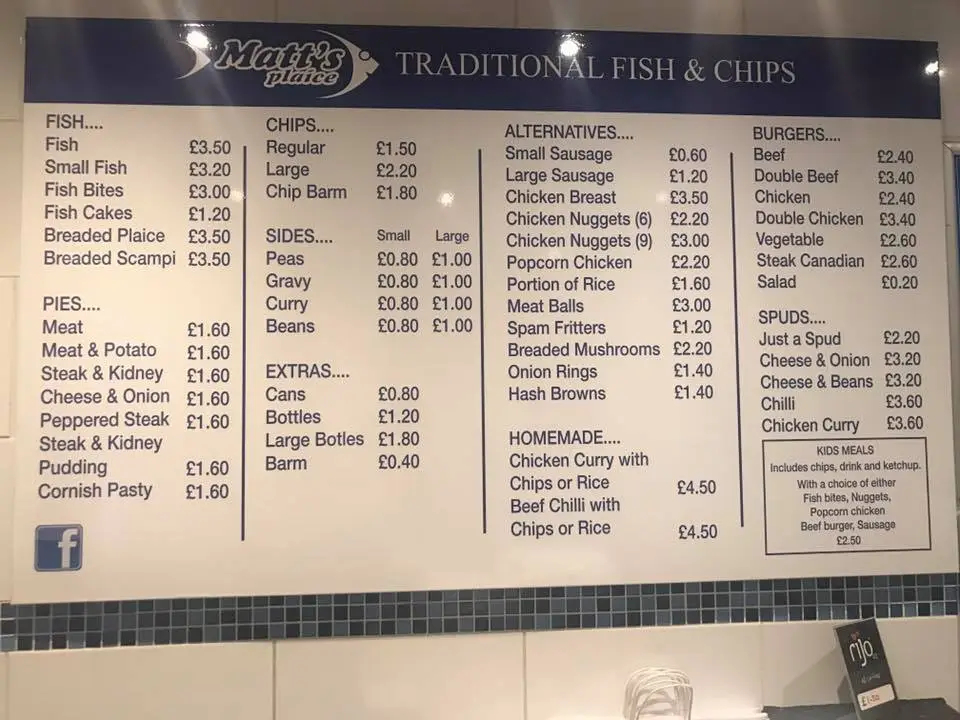 Matt's
plaice
TRADITIONAL FISH & CHIPS
FISH....
Fish £3.50
Small Fish £3.20
Fish Bites £3.00
Fish Cakes £1.20
Breaded Plaice £3.50
Breaded Scampi £3.50
PIES....
Meat £1.60
Meat & Potato £1.60
Steak & Kidney £1.60
Cheese & Onion £1.60
Peppered Steak £1.60
Steak & Kidney
Pudding £1.60
Cornish Pasty £1.60
f
CHIPS....
Regular £1.50
Large £2.20
Chip Barm £1.80
SIDES.... Small Large
Peas £0.80 £1.00
Gravy £0.80 £1.00
Curry £0.80 £1.00
Beans £0.80 £1.00
EXTRAS....
Cans £0.80
Bottles £1.20
Large Botles £1.80
Barm £0.40
ALTERNATIVES....
Small Sausage £0.60
Large Sausage £1.20
Chicken Breast £3.50
Chicken Nuggets (6) £2.20
Chicken Nuggets (9) £3.00
Popcorn Chicken £2.20
Portion of Rice £1.60
Meat Balls £3.00
Spam Fritters £1.20
Breaded Mushrooms £2.20
Onion Rings £1.40
Hash Browns £1.40
HOMEMADE....
Chicken Curry with
Chips or Rice £4.50
Beef Chilli with
Chips or Rice £4.50
BURGERS....
Beef £2.40
Double Beef £3.40
Chicken £2.40
Double Chicken £3.40
Vegetable £2.60
Steak Canadian £2.60
Salad £0.20
SPUDS....
Just a Spud £2.20
Cheese & Onion £3.20
Cheese & Beans £3.20
Chilli £3.60
Chicken Curry £3.60
KIDS MEALS
Includes chips, drink and ketchup.
With a choice of either
Fish bites, Nuggets,
Popcorn chicken
Beef burger, Sausage
£2.50
rijo
£1.50